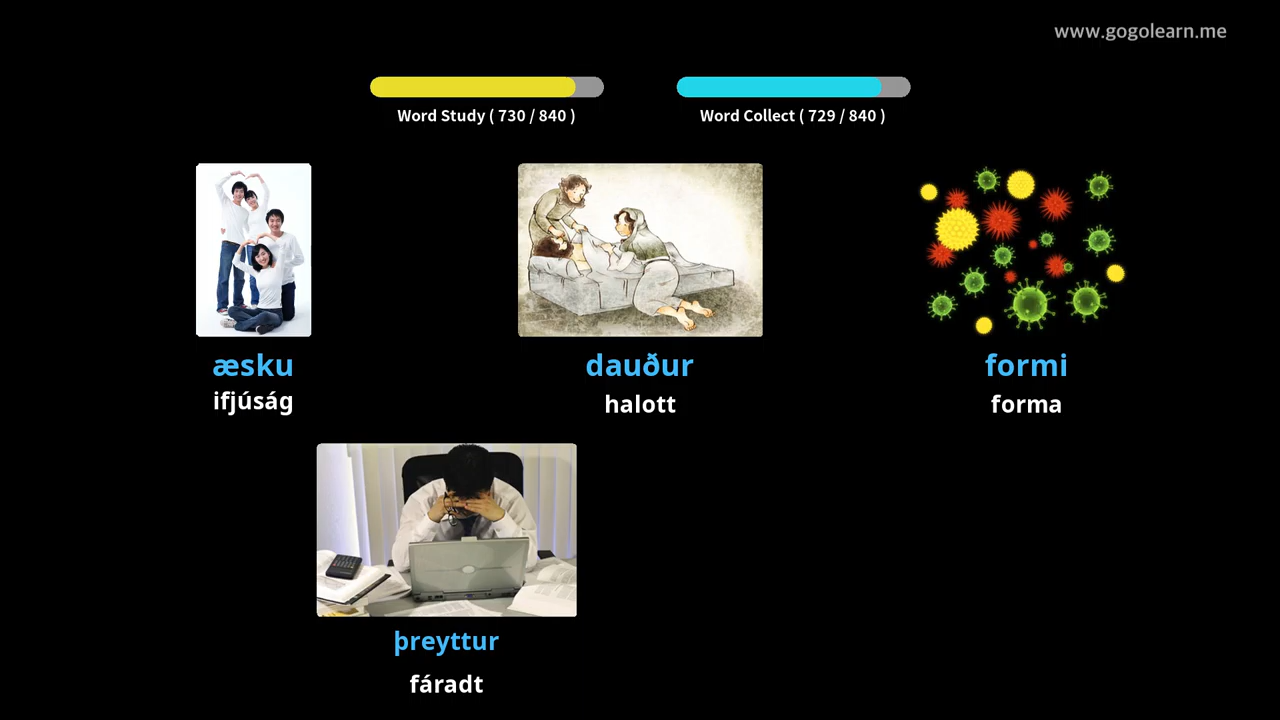 www.gogolearn.me
Word Study ( 730 / 840 )
Word Collect ( 729 / 840 )
æsku
ifjúság
dauður
halott
formi
forma
þreyttur
fáradt